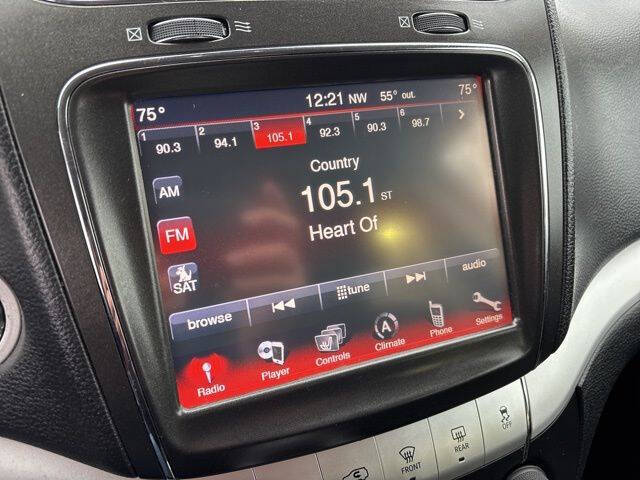 75° 12:21 NW 55° out. 75°
1 2 3 4 5 6
90.3 94.1 105.1 92.3 90.3 98.7
Country
AM
105.1 ST
FM
Heart Of
SAT
browse tune audio
Radio Player Controls Climate Phone Settings
A
FRONT REAR OFF